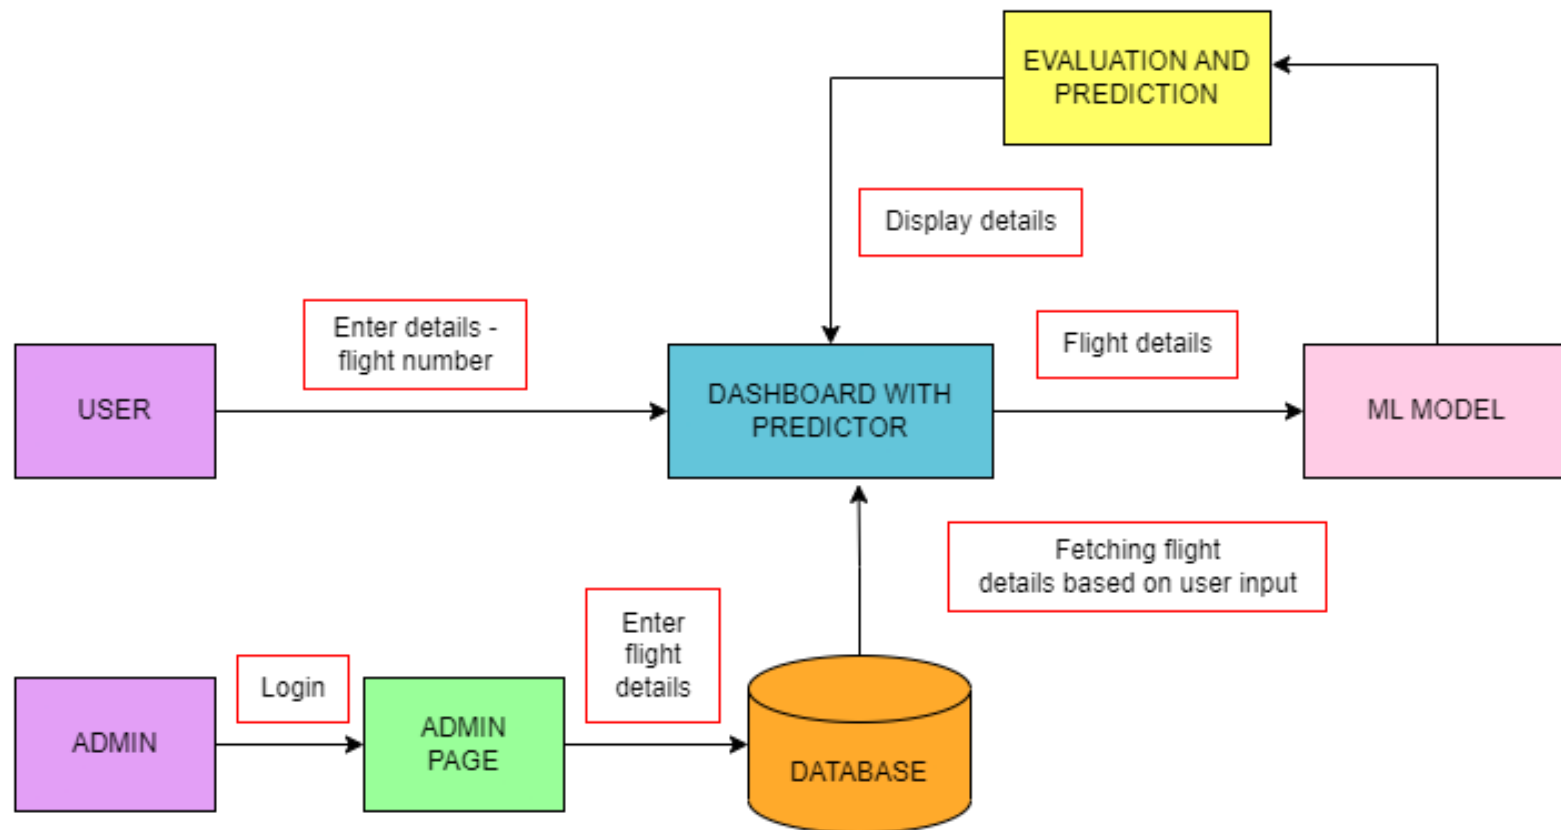 EVALUATION AND
PREDICTION
Display details
Enter details -
flight number
Flight details
USER
DASHBOARD WITH
PREDICTOR
ML MODEL
Fetching flight
details based on user input
Enter
flight
details
Login
ADMIN
ADMIN
PAGE
DATABASE